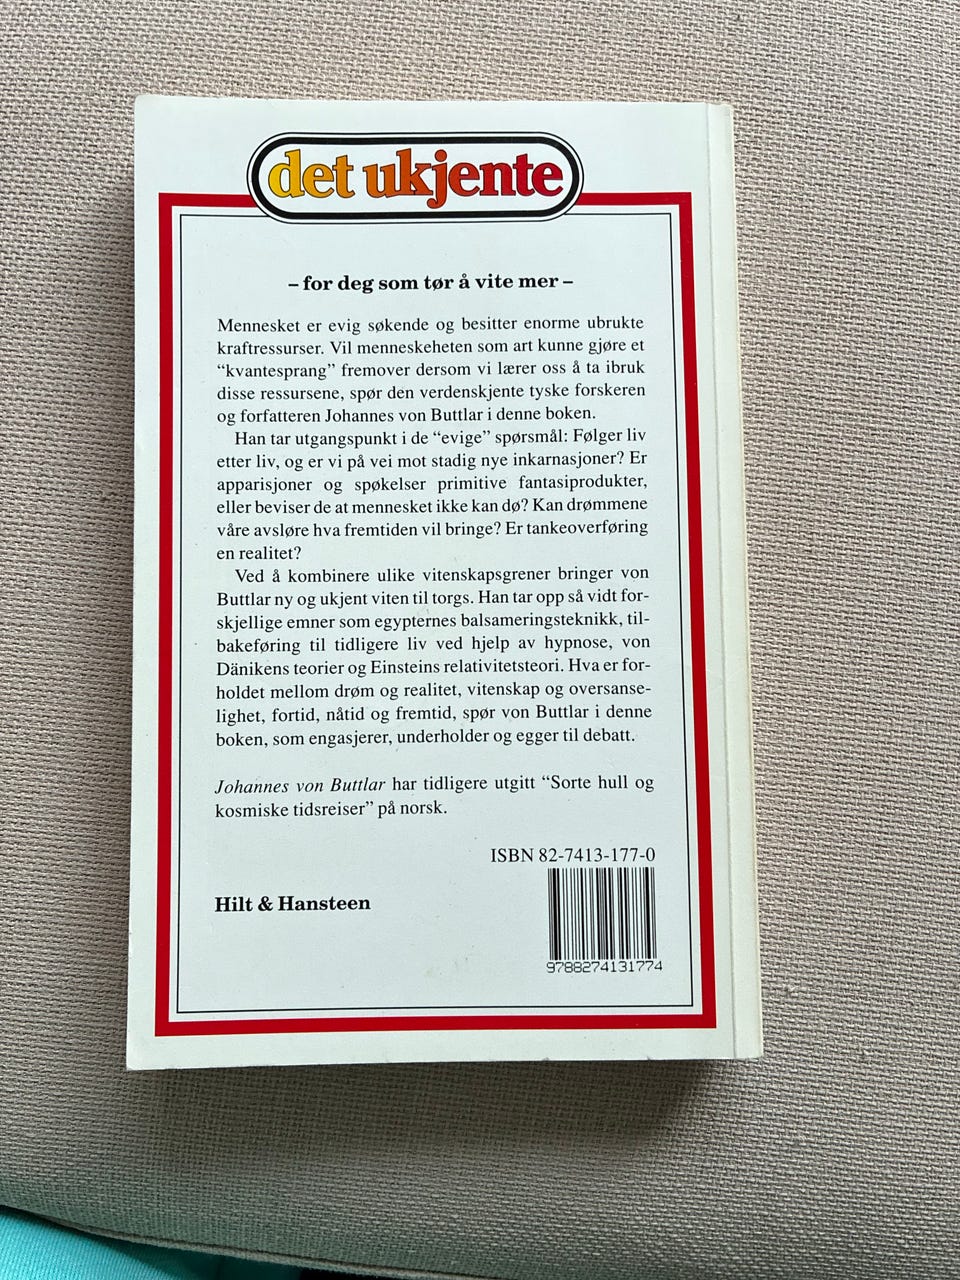 det ukjente
– for deg som tør å vite mer –
Mennesket er evig søkende og besitter enorme ubrukte
kraftressurser. Vil menneskeheten som art kunne gjøre et
“kvantesprang” fremover dersom vi lærer oss å ta ibruk
disse ressursene, spør den verdenskjente tyske forskeren
og forfatteren Johannes von Buttlar i denne boken.
Han tar utgangspunkt i de “evige” spørsmål: Følger liv
etter liv, og er vi på vei mot stadig nye inkarnasjoner? Er
apparisjoner og spøkelser primitive fantasiprodukter,
eller beviser de at mennesket ikke kan dø? Kan drømmene
våre avsløre hva fremtiden vil bringe? Er tankeoverføring
en realitet?
Ved å kombinere ulike vitenskapsgrener bringer von
Buttlar ny og ukjent viten til torgs. Han tar opp så vidt for-
skjellige emner som egypternes balsameringsteknikk, til-
bakeføring til tidligere liv ved hjelp av hypnose, von
Dänikens teorier og Einsteins relativitetsteori. Hva er for-
holdet mellom drøm og realitet, vitenskap og oversanse-
lighet, fortid, nåtid og fremtid, spør von Buttlar i denne
boken, som engasjerer, underholder og egger til debatt.
Johannes von Buttlar har tidligere utgitt “Sorte hull og
kosmiske tidsreiser” på norsk.
ISBN 82-7413-177-0
Hilt & Hansteen
9788274131774